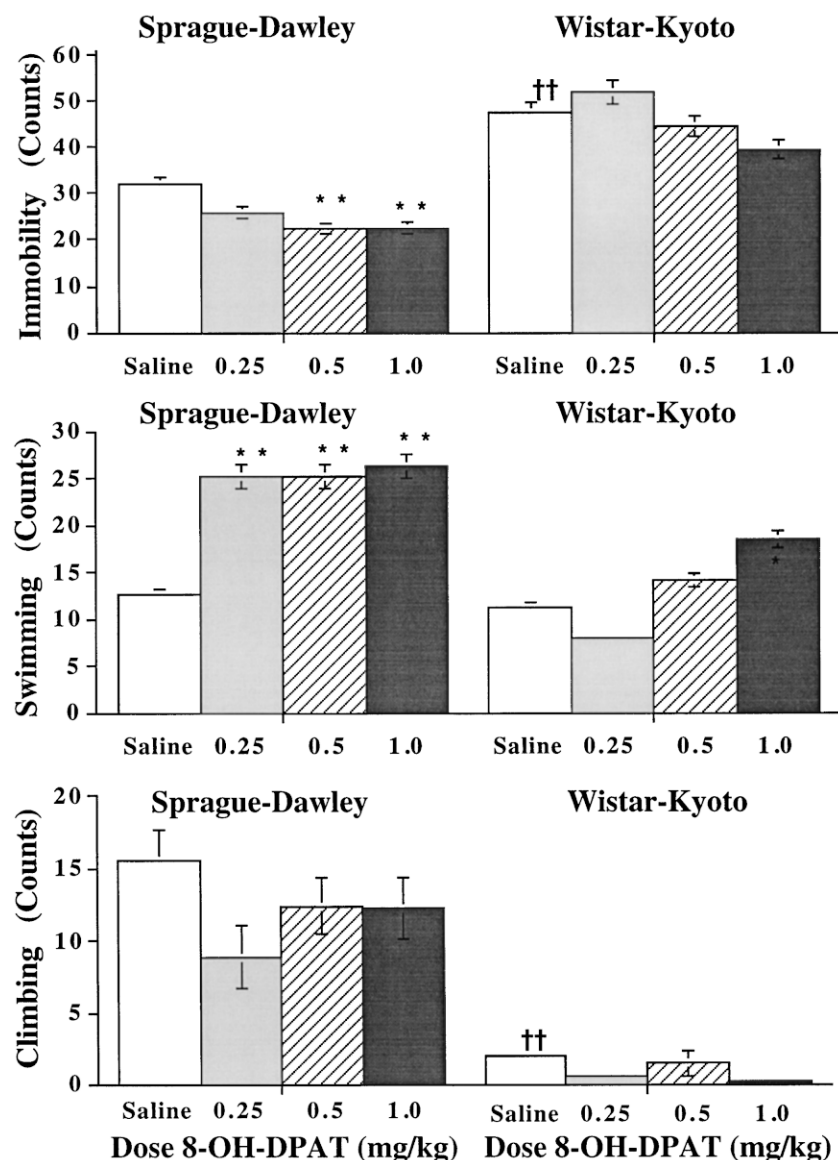 Sprague-Dawley Wistar-Kyoto
Immobility (Counts)
60
50
40
30
20
10
0
* * * *
††
Saline 0.25 0.5 1.0 Saline 0.25 0.5 1.0
Sprague-Dawley Wistar-Kyoto
Swimming (Counts)
30
25
20
15
10
5
0
* * * * * *
*
Saline 0.25 0.5 1.0 Saline 0.25 0.5 1.0
Sprague-Dawley Wistar-Kyoto
Climbing (Counts)
20
15
10
5
0
††
Saline 0.25 0.5 1.0 Saline 0.25 0.5 1.0
Dose 8-OH-DPAT (mg/kg) Dose 8-OH-DPAT (mg/kg)